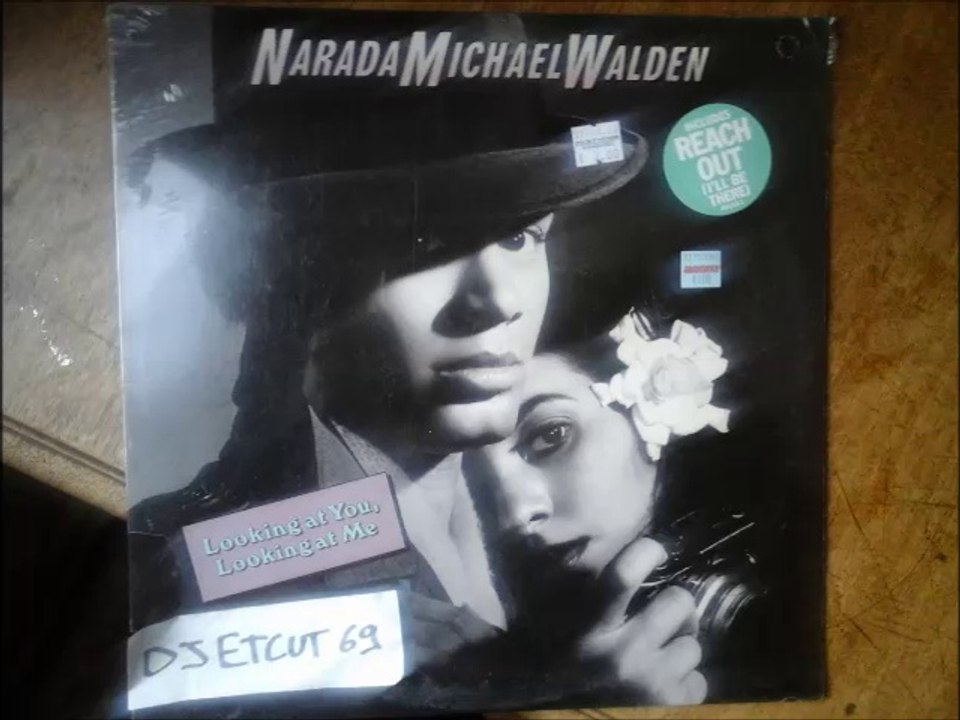 NARADA MICHAEL WALDEN
INCLUDES
REACH
OUT
(I'LL BE
THERE)
Looking at You,
Looking at Me
DJ ETCUT 69